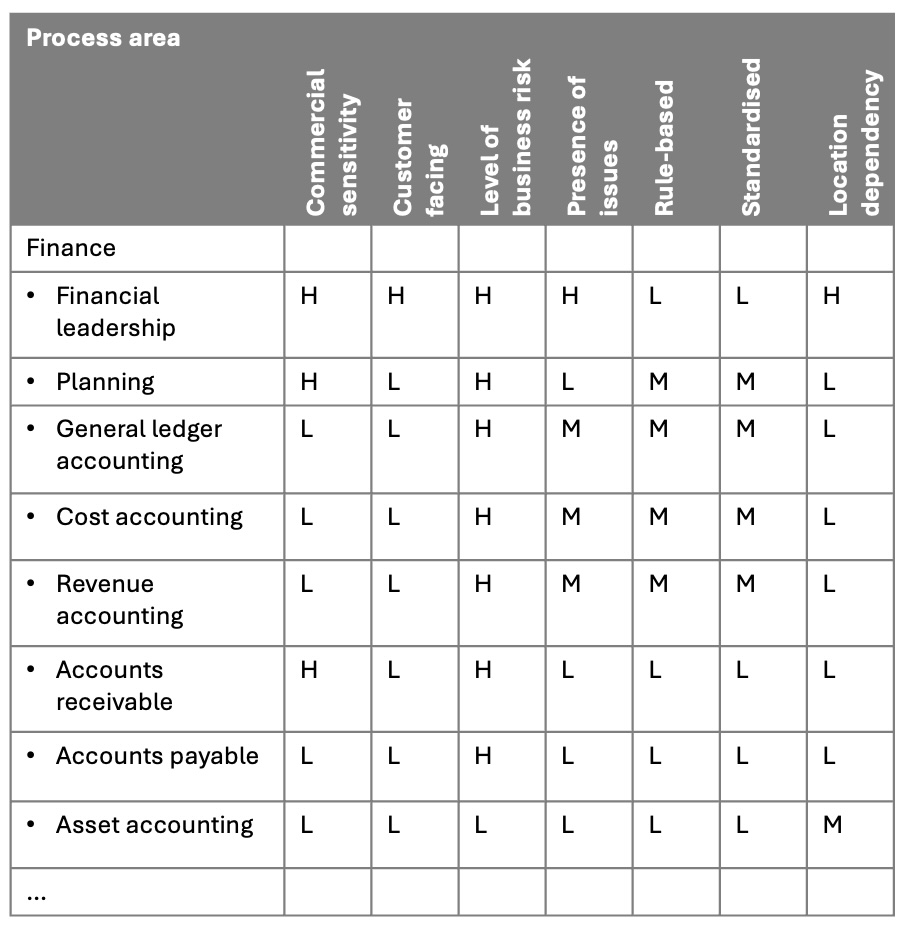 Process area
Commercial
sensitivity
Customer
facing
Level of
business risk
Presence of
issues
Rule-based
Standardised
Location
dependency
Finance
• Financial
leadership
H H H H L L H
• Planning H L H L M M L
• General ledger
accounting
L L H M M M L
• Cost accounting L L H M M M L
• Revenue
accounting
L L H M M M L
• Accounts
receivable
H L H L L L L
• Accounts payable L L H L L L L
• Asset accounting L L L L L L M
...